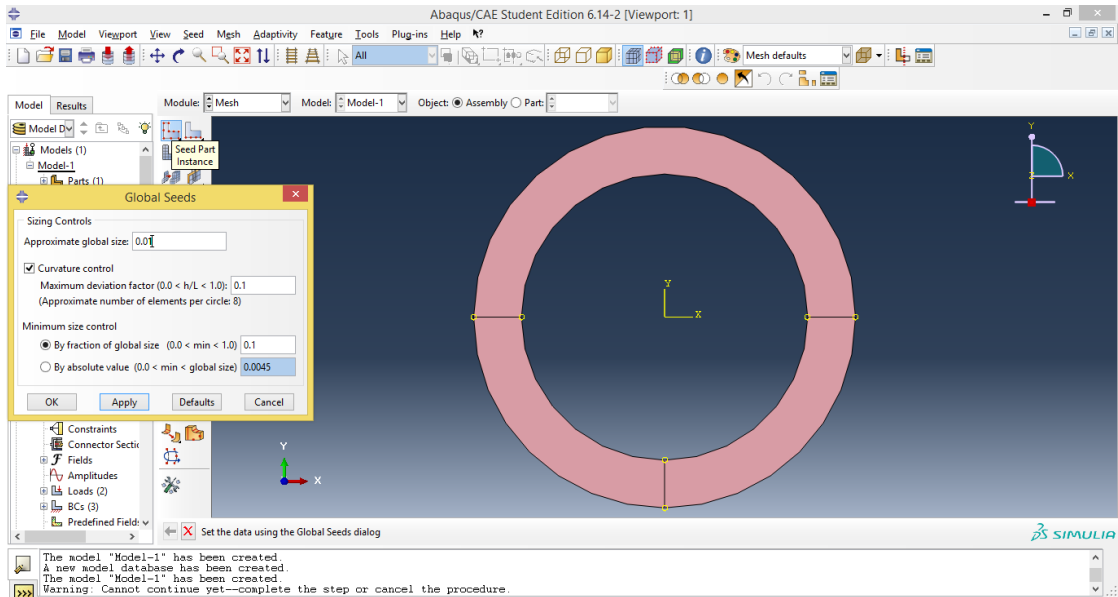 Abaqus/CAE Student Edition 6.14-2 [Viewport: 1]
File Model Viewport View Seed Mesh Adaptivity Feature Tools Plug-ins Help
All
Mesh defaults
Model Results
Module: Mesh Model: Model-1 Object: Assembly Part:
Model D
Seed Part
Instance
Models (1)
Model-1
Parts (1)
Global Seeds
Sizing Controls
Approximate global size: 0.01
Curvature control
Maximum deviation factor (0.0 < h/L < 1.0): 0.1
(Approximate number of elements per circle: 8)
Minimum size control
By fraction of global size (0.0 < min < 1.0) 0.1
By absolute value (0.0 < min < global size) 0.0045
OK Apply Defaults Cancel
Constraints
Connector Sectio
Fields
Amplitudes
Loads (2)
BCs (3)
Predefined Field:
Y
X
Z
Y
X
Y
X
Set the data using the Global Seeds dialog
SIMULIA
The model "Model-1" has been created.
A new model database has been created.
The model "Model-1" has been created.
Warning: Cannot continue yet--complete the step or cancel the procedure.
>>>